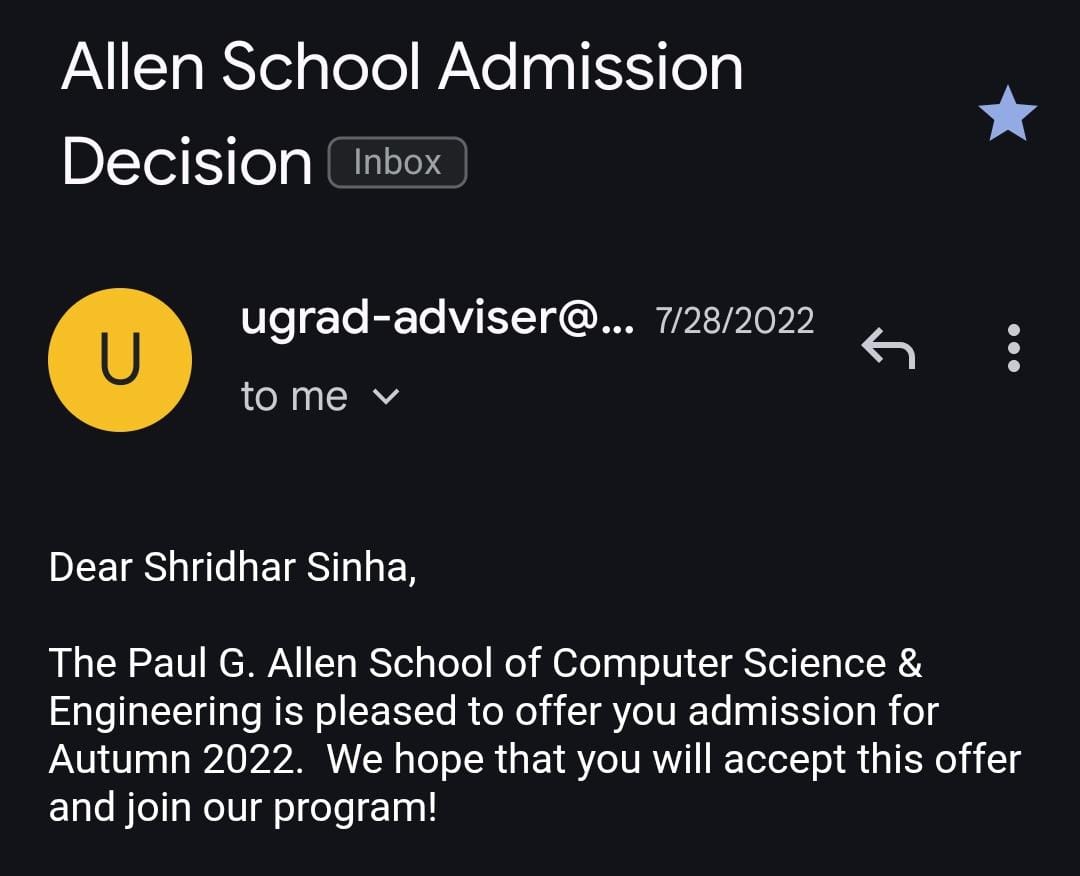 Allen School Admission
Decision Inbox
U
ugrad-adviser@... 7/28/2022
to me
Dear Shridhar Sinha,
The Paul G. Allen School of Computer Science &
Engineering is pleased to offer you admission for
Autumn 2022.  We hope that you will accept this offer
and join our program!